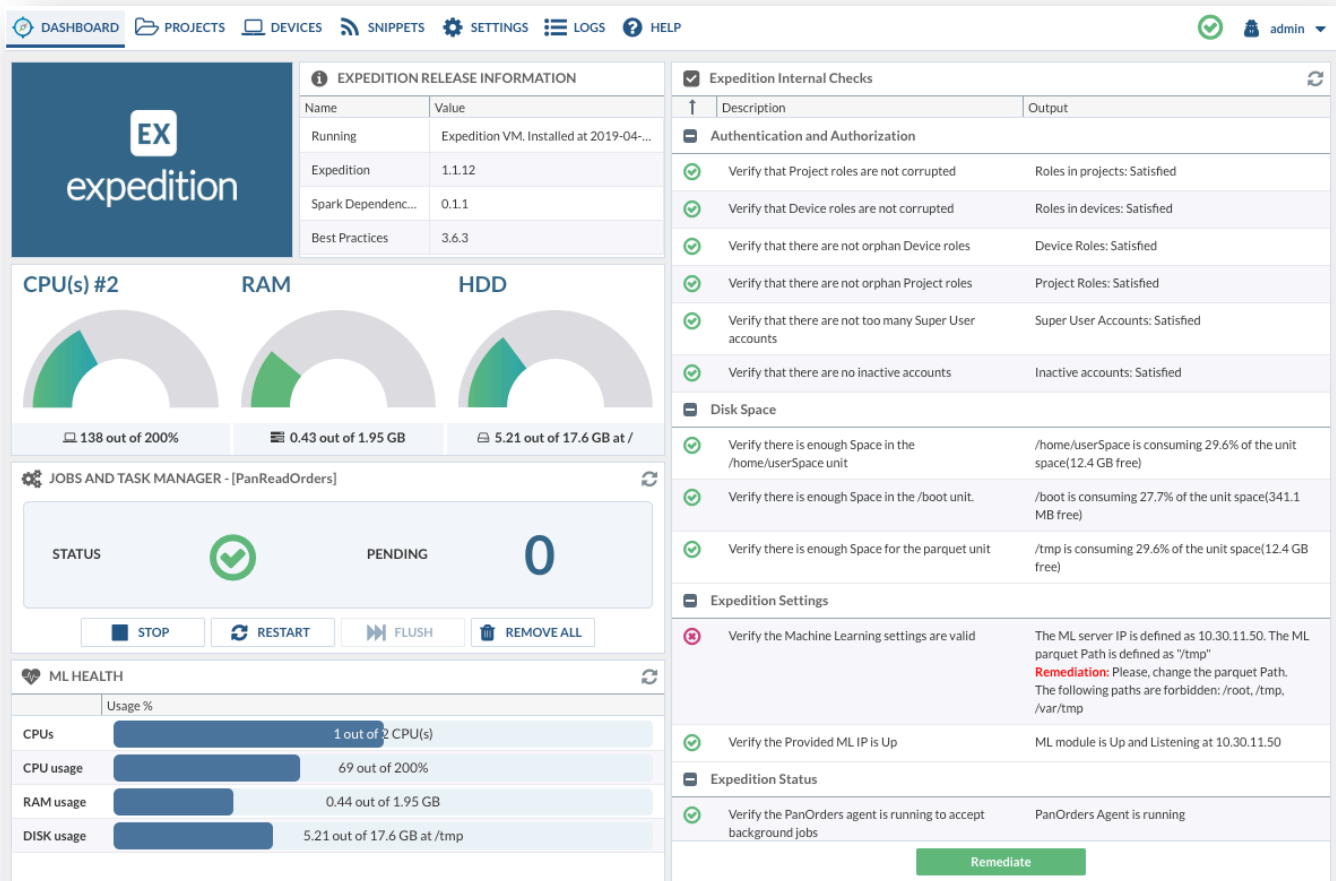 DASHBOARD PROJECTS DEVICES SNIPPETS SETTINGS LOGS HELP admin
EX
expedition
EXPEDITION RELEASE INFORMATION
Name Value
Running Expedition VM. Installed at 2019-04-...
Expedition 1.1.12
Spark Dependenc... 0.1.1
Best Practices 3.6.3
CPU(s) #2 RAM HDD
138 out of 200% 0.43 out of 1.95 GB 5.21 out of 17.6 GB at /
JOBS AND TASK MANAGER - [PanReadOrders]
STATUS PENDING 0
STOP RESTART FLUSH REMOVE ALL
ML HEALTH
Usage %
CPUs 1 out of 2 CPU(s)
CPU usage 69 out of 200%
RAM usage 0.44 out of 1.95 GB
DISK usage 5.21 out of 17.6 GB at /tmp
Expedition Internal Checks
Description Output
Authentication and Authorization
Verify that Project roles are not corrupted Roles in projects: Satisfied
Verify that Device roles are not corrupted Roles in devices: Satisfied
Verify that there are not orphan Device roles Device Roles: Satisfied
Verify that there are not orphan Project roles Project Roles: Satisfied
Verify that there are not too many Super User Super User Accounts: Satisfied
accounts
Verify that there are no inactive accounts Inactive accounts: Satisfied
Disk Space
Verify there is enough Space in the /home/userSpace is consuming 29.6% of the unit
/home/userSpace unit space(12.4 GB free)
Verify there is enough Space in the /boot unit. /boot is consuming 27.7% of the unit space(341.1
MB free)
Verify there is enough Space for the parquet unit /tmp is consuming 29.6% of the unit space(12.4 GB
free)
Expedition Settings
Verify the Machine Learning settings are valid The ML server IP is defined as 10.30.11.50. The ML
parquet Path is defined as "/tmp"
Remediation: Please, change the parquet Path.
The following paths are forbidden: /root, /tmp,
/var/tmp
Verify the Provided ML IP is Up ML module is Up and Listening at 10.30.11.50
Expedition Status
Verify the PanOrders agent is running to accept PanOrders Agent is running
background jobs
Remediate